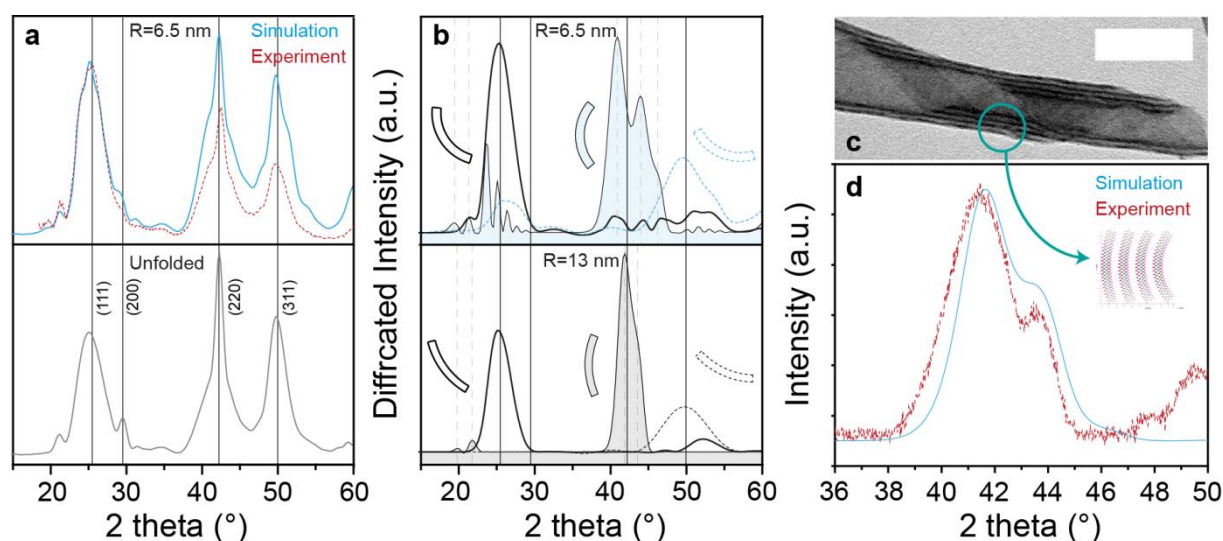 a
R=6.5 nm
Simulation
Experiment
Unfolded
(111)
(200)
(220)
(311)
20
30
40
50
60
2 theta (°)
Diffrcated Intensity (a.u.)
b
R=6.5 nm
R=13 nm
20
30
40
50
60
2 theta (°)
c
d
Simulation
Experiment
Intensity (a.u.)
36
38
40
42
44
46
48
50
2 theta (°)